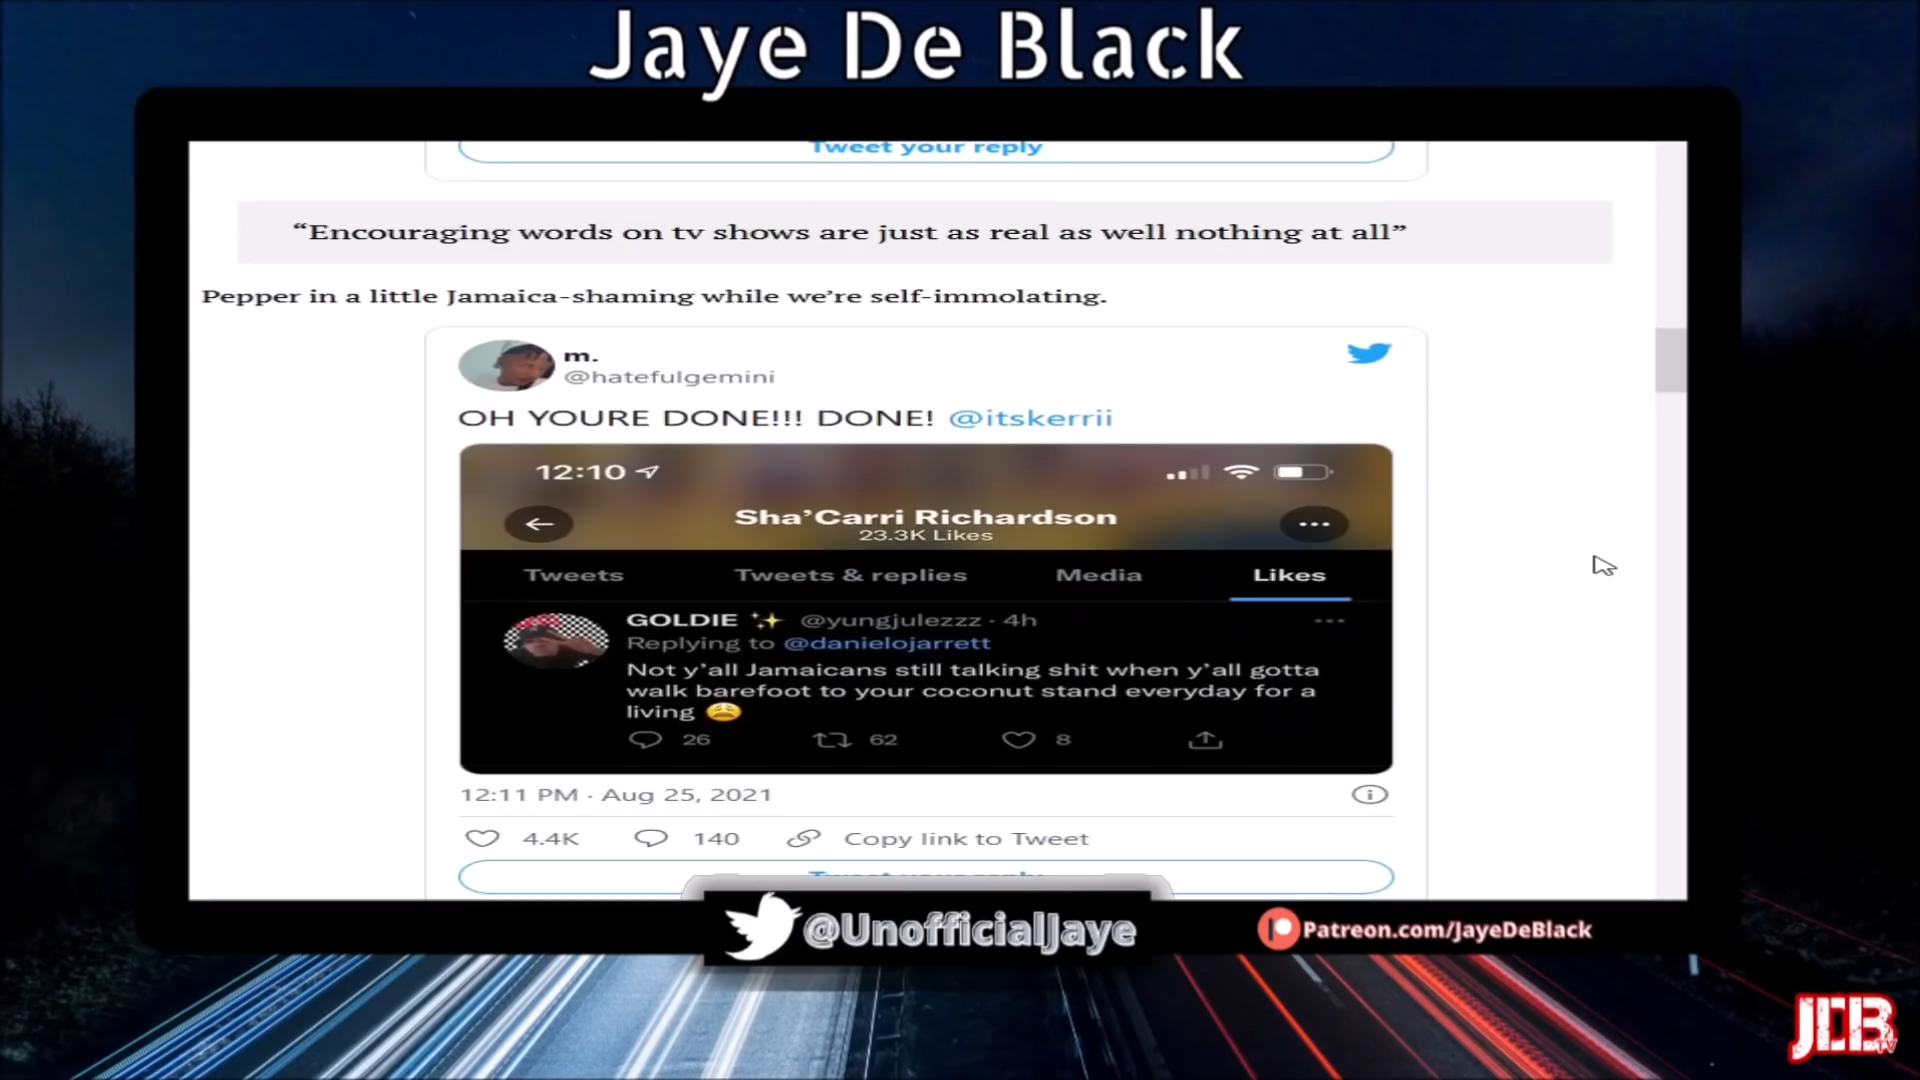 Jaye De Black
Tweet your reply
“Encouraging words on tv shows are just as real as well nothing at all”
Pepper in a little Jamaica-shaming while we’re self-immolating.
m.
@hatefulgemini
OH YOURE DONE!!! DONE! @itskerrii
12:10
Sha’Carri Richardson
23.3K Likes
Tweets Tweets & replies Media Likes
GOLDIE ✨ @yungjulezzz · 4h
Replying to @danielojarrett
Not y’all Jamaicans still talking shit when y’all gotta
walk barefoot to your coconut stand everyday for a
living 😩
26 62 8
12:11 PM · Aug 25, 2021
4.4K 140 Copy link to Tweet
Tweet your reply
@UnofficialJaye
Patreon.com/JayeDeBlack
JDB
TV